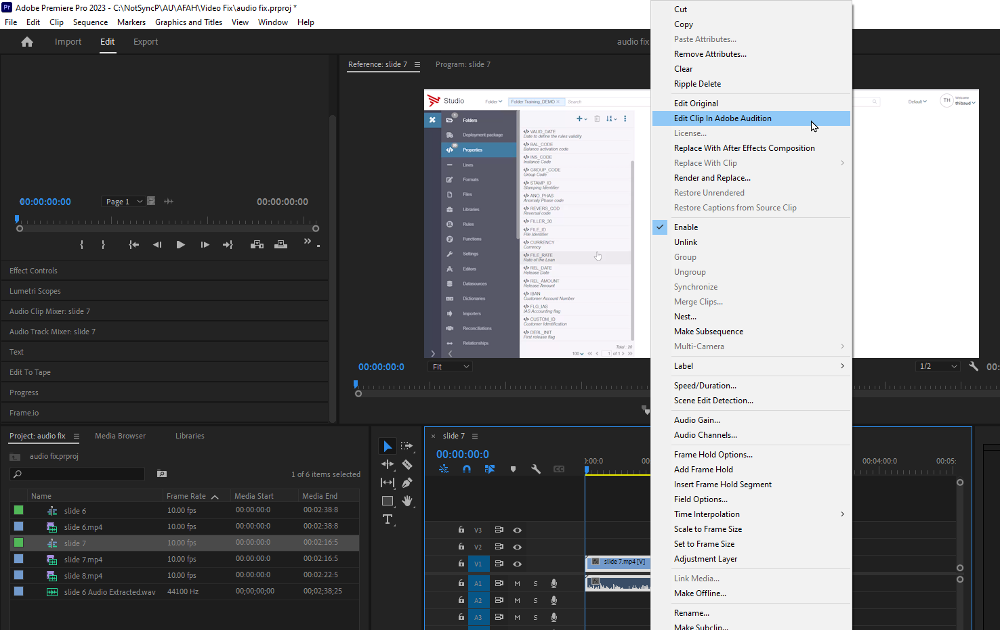 Adobe Premiere Pro 2023 - C:\NotSyncP\AU\AFAH\Video Fix\audio fix.prproj *
File Edit Clip Sequence Markers Graphics and Titles View Window Help
Import Edit Export
audio fix
Reference: slide 7
Program: slide 7
Studio
Folder
Folder:Training_DEMO
Search
Default
TH
Welcome
thibaud
1
Folders
Deployment package
20
Properties
Lines
Formats
Files
Libraries
Rules
Functions
Settings
Editors
Datasources
Dictionaries
Importers
Reconciliations
Relationships
VALID_DATE
Date to define the rules validity
BAL_CODE
Balance activation code
INS_CODE
Instance Code
GROUP_CODE
Group Code
STAMP_ID
Stamping Identifier
ANO_PHAS
Anomaly Phase code
REVERS_COD
Reversal code
FILLER_30
FILE_ID
File Identifier
CURRENCY
Currency
FILE_RATE
Rate of the Loan
REL_DATE
Release Date
REL_AMOUNT
Release Amount
IBAN
Customer Account Number
FLG_IAS
IAS Accounting flag
CUSTOM_ID
Customer Identification
DEBL_INIT
First release flag
Total : 20
100
1 of 1
00:00:00:00
Page 1
00:00:00:00
Effect Controls
Lumetri Scopes
Audio Clip Mixer: slide 7
Audio Track Mixer: slide 7
Text
Edit To Tape
Progress
Frame.io
00:00:00:0
Fit
1/2
00:
Cut
Copy
Paste Attributes...
Remove Attributes...
Clear
Ripple Delete
Edit Original
Edit Clip In Adobe Audition
License...
Replace With After Effects Composition
Replace With Clip
Render and Replace...
Restore Unrendered
Restore Captions from Source Clip
Enable
Unlink
Group
Ungroup
Synchronize
Merge Clips...
Nest...
Make Subsequence
Multi-Camera
Label
Speed/Duration...
Scene Edit Detection...
Audio Gain...
Audio Channels...
Frame Hold Options...
Add Frame Hold
Insert Frame Hold Segment
Field Options...
Time Interpolation
Scale to Frame Size
Set to Frame Size
Adjustment Layer
Link Media...
Make Offline...
Rename...
Make Subclip...
Project: audio fix
Media Browser
Libraries
audio fix.prproj
1 of 6 items selected
Name Frame Rate Media Start Media End
slide 6 10.00 fps 00:00:00:0 00:02:38:8
slide 6.mp4 10.00 fps 00:00:00:0 00:02:38:8
slide 7 10.00 fps 00:00:00:0 00:02:16:5
slide 7.mp4 10.00 fps 00:00:00:0 00:02:16:5
slide 8.mp4 10.00 fps 00:00:00:0 00:02:22:5
slide 6 Audio Extracted.wav 44100 Hz 00;00;00;00 00;02;38;25
T
slide 7
00:00:00:0
CC
:00:0
00
00:04:00:0
00:05:
V3
V2
V1
fx slide 7.mp4 [V]
A1 M S
fx
A2 M S
A3 M S